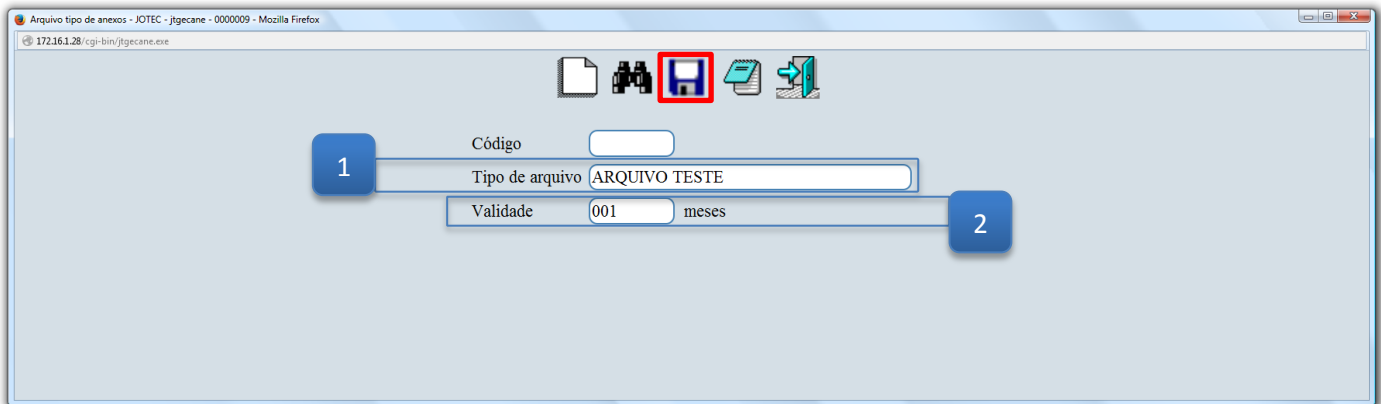 Arquivo tipo de anexos - JOTEC - jtgecane - 0000009 - Mozilla Firefox
172.16.1.28/cgi-bin/jtgecane.exe
Código
1
Tipo de arquivo ARQUIVO TESTE
Validade 001 meses
2